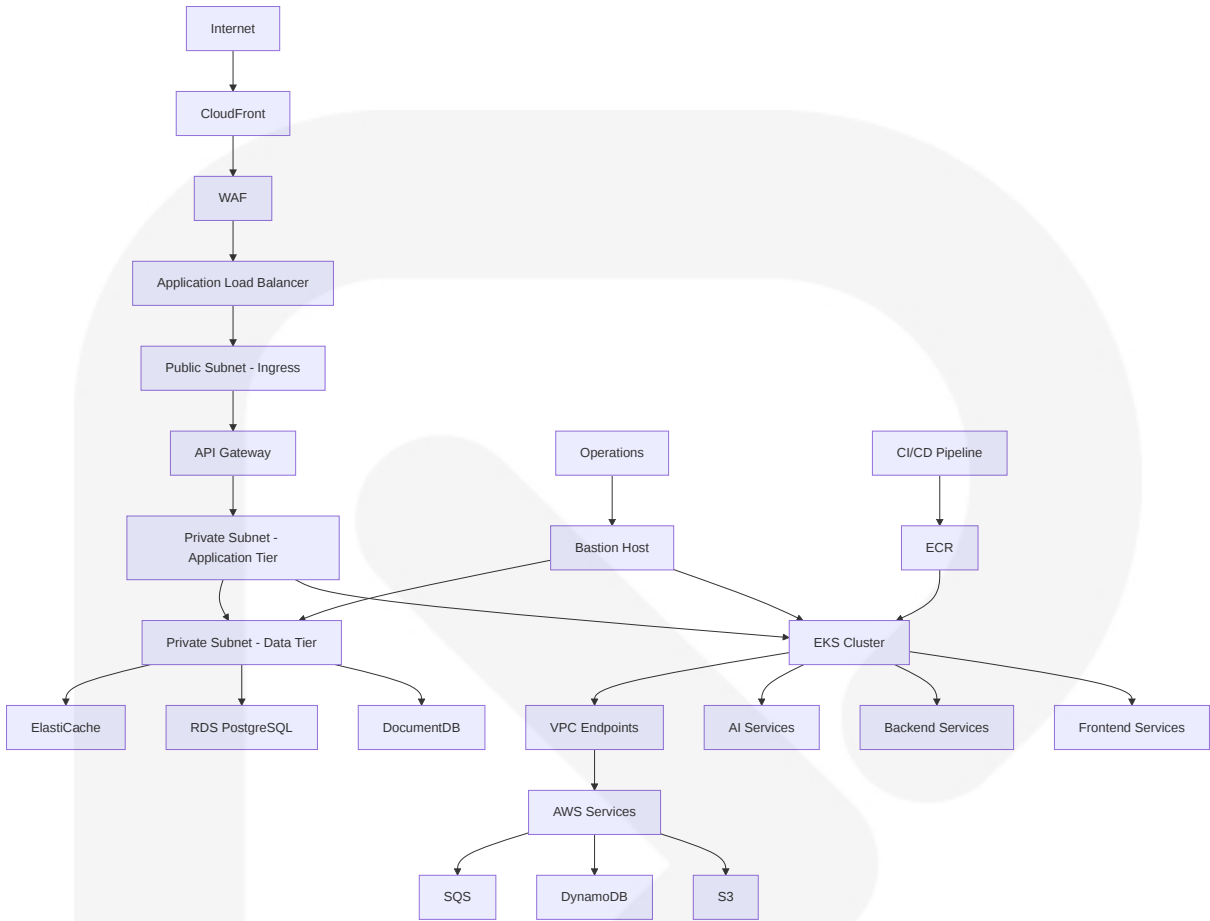 Internet
CloudFront
WAF
Application Load Balancer
Public Subnet - Ingress
API Gateway
Operations
CI/CD Pipeline
Private Subnet -
Application Tier
Bastion Host
ECR
Private Subnet - Data Tier
EKS Cluster
ElastiCache
RDS PostgreSQL
DocumentDB
VPC Endpoints
AI Services
Backend Services
Frontend Services
AWS Services
SQS
DynamoDB
S3